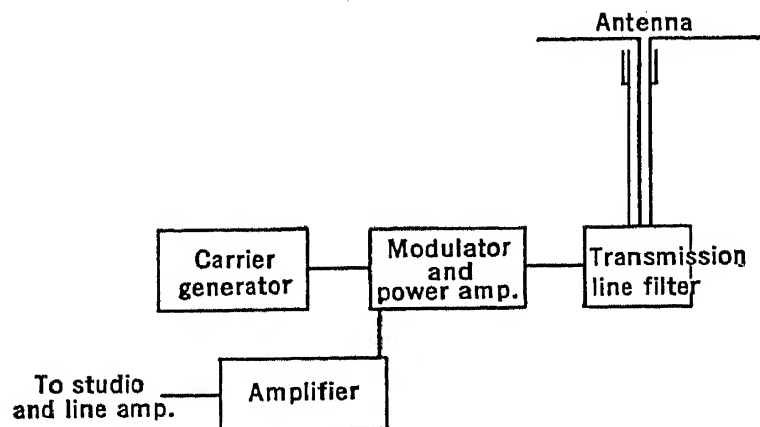 Antenna
Carrier
generator
Modulator
and
power amp.
Transmission
line filter
To studio
and line amp.
Amplifier